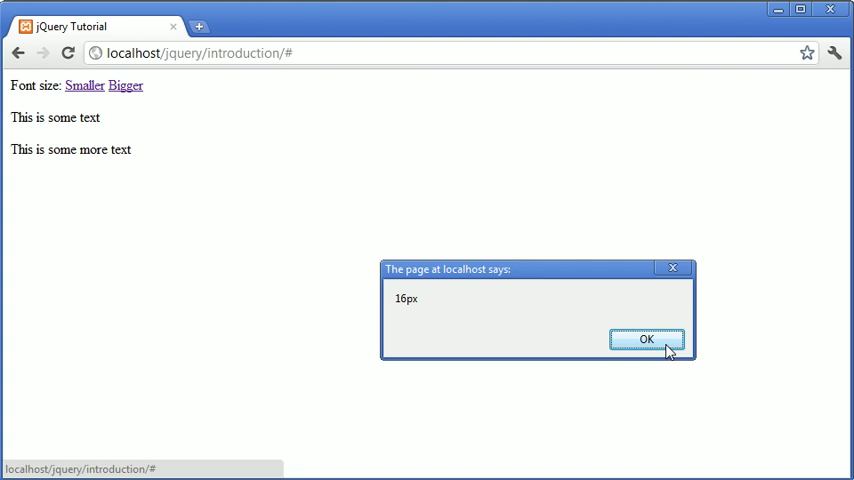 jQuery Tutorial
localhost/jquery/introduction/#
Font size: Smaller Bigger
This is some text
This is some more text
The page at localhost says:
16px
OK
localhost/jquery/introduction/#